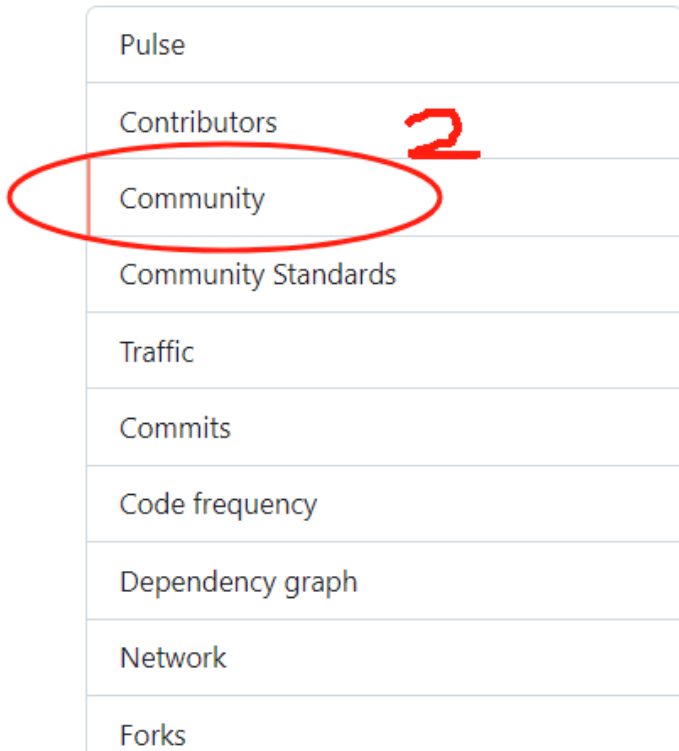 Pulse
Contributors
2
Community
Community Standards
Traffic
Commits
Code frequency
Dependency graph
Network
Forks